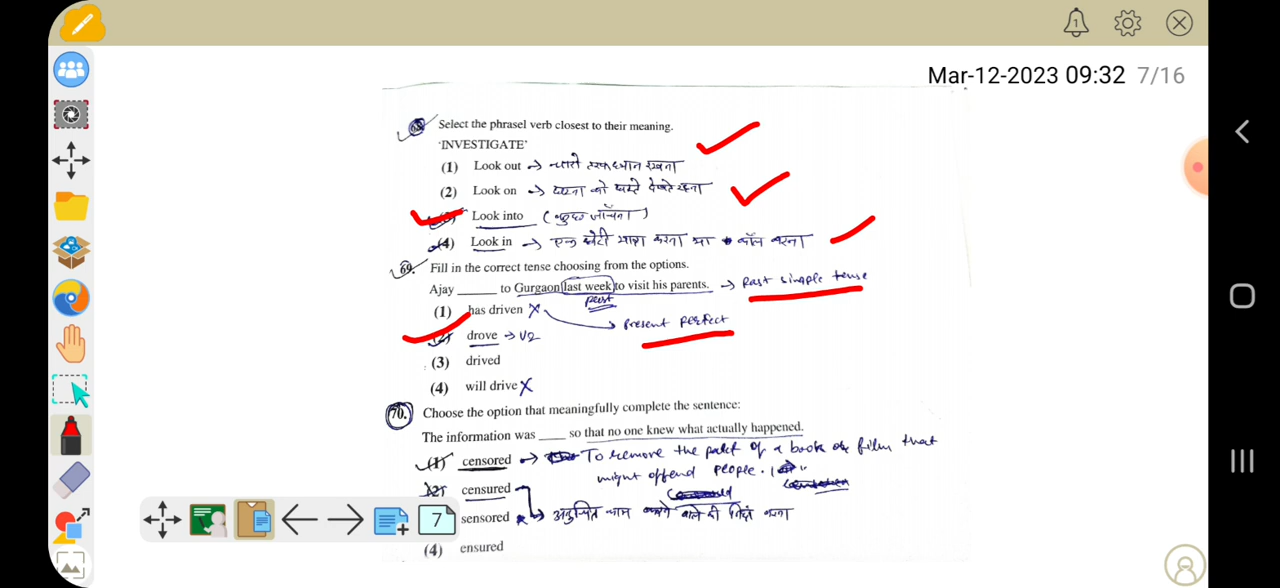 1
Mar-12-2023 09:32 7/16
68. Select the phrasel verb closest to their meaning.
'INVESTIGATE'
(1) Look out → ध्यान रखना
(2) Look on → घटना को घटते देखते रहना
Look into (कुछ जाँचना)
(4) Look in → एक छोटी यात्रा करना या कॉल करना
69. Fill in the correct tense choosing from the options.
Ajay ______ to Gurgaon last week to visit his parents. → Past simple tense
past
(1) has driven X → Present Perfect
(2) drove → V2
(3) drived
(4) will drive X
70. Choose the option that meaningfully complete the sentence:
The information was ____ so that no one knew what actually happened.
(1) censored → To remove the part of a book or film that
might offend people.
(2) censured
sensored → अनुचित काम करने वाले की निंदा करना
(4) ensured
7